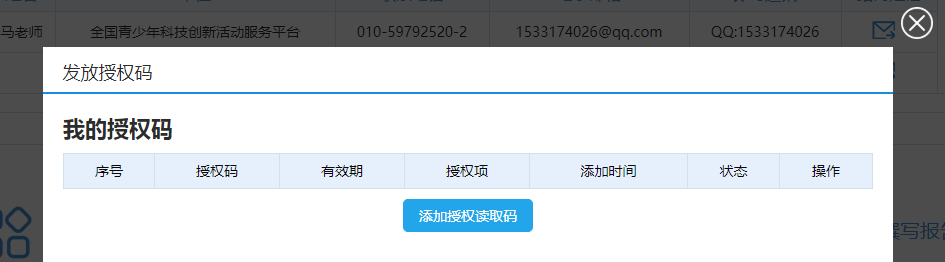 马老师 全国青少年科技创新活动服务平台 010-59792520-2 1533174026@qq.com QQ:1533174026
发放授权码
我的授权码
序号 授权码 有效期 授权项 添加时间 状态 操作
添加授权读取码
撰写报告